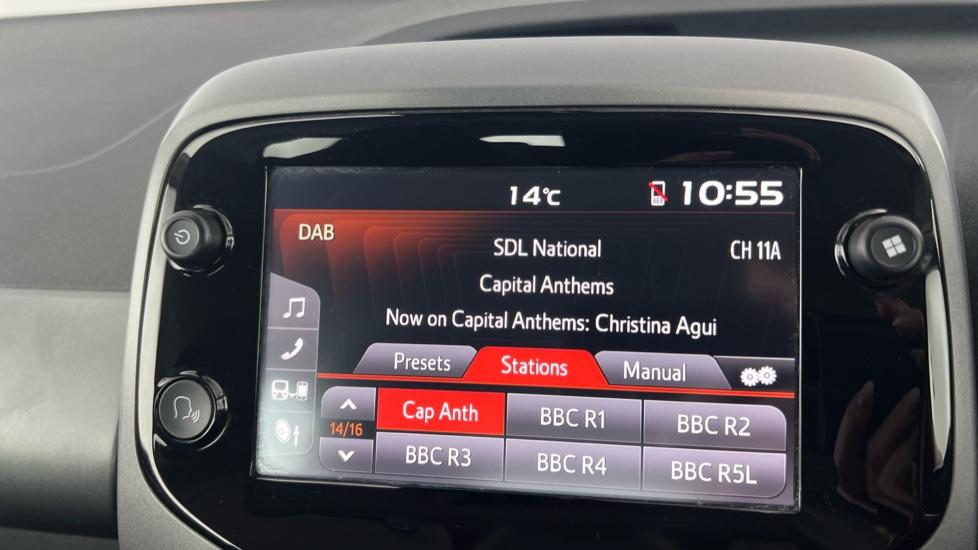 14°C 10:55
DAB
SDL National CH 11A
Capital Anthems
Now on Capital Anthems: Christina Agui
Presets Stations Manual
14/16
Cap Anth BBC R1 BBC R2
BBC R3 BBC R4 BBC R5L